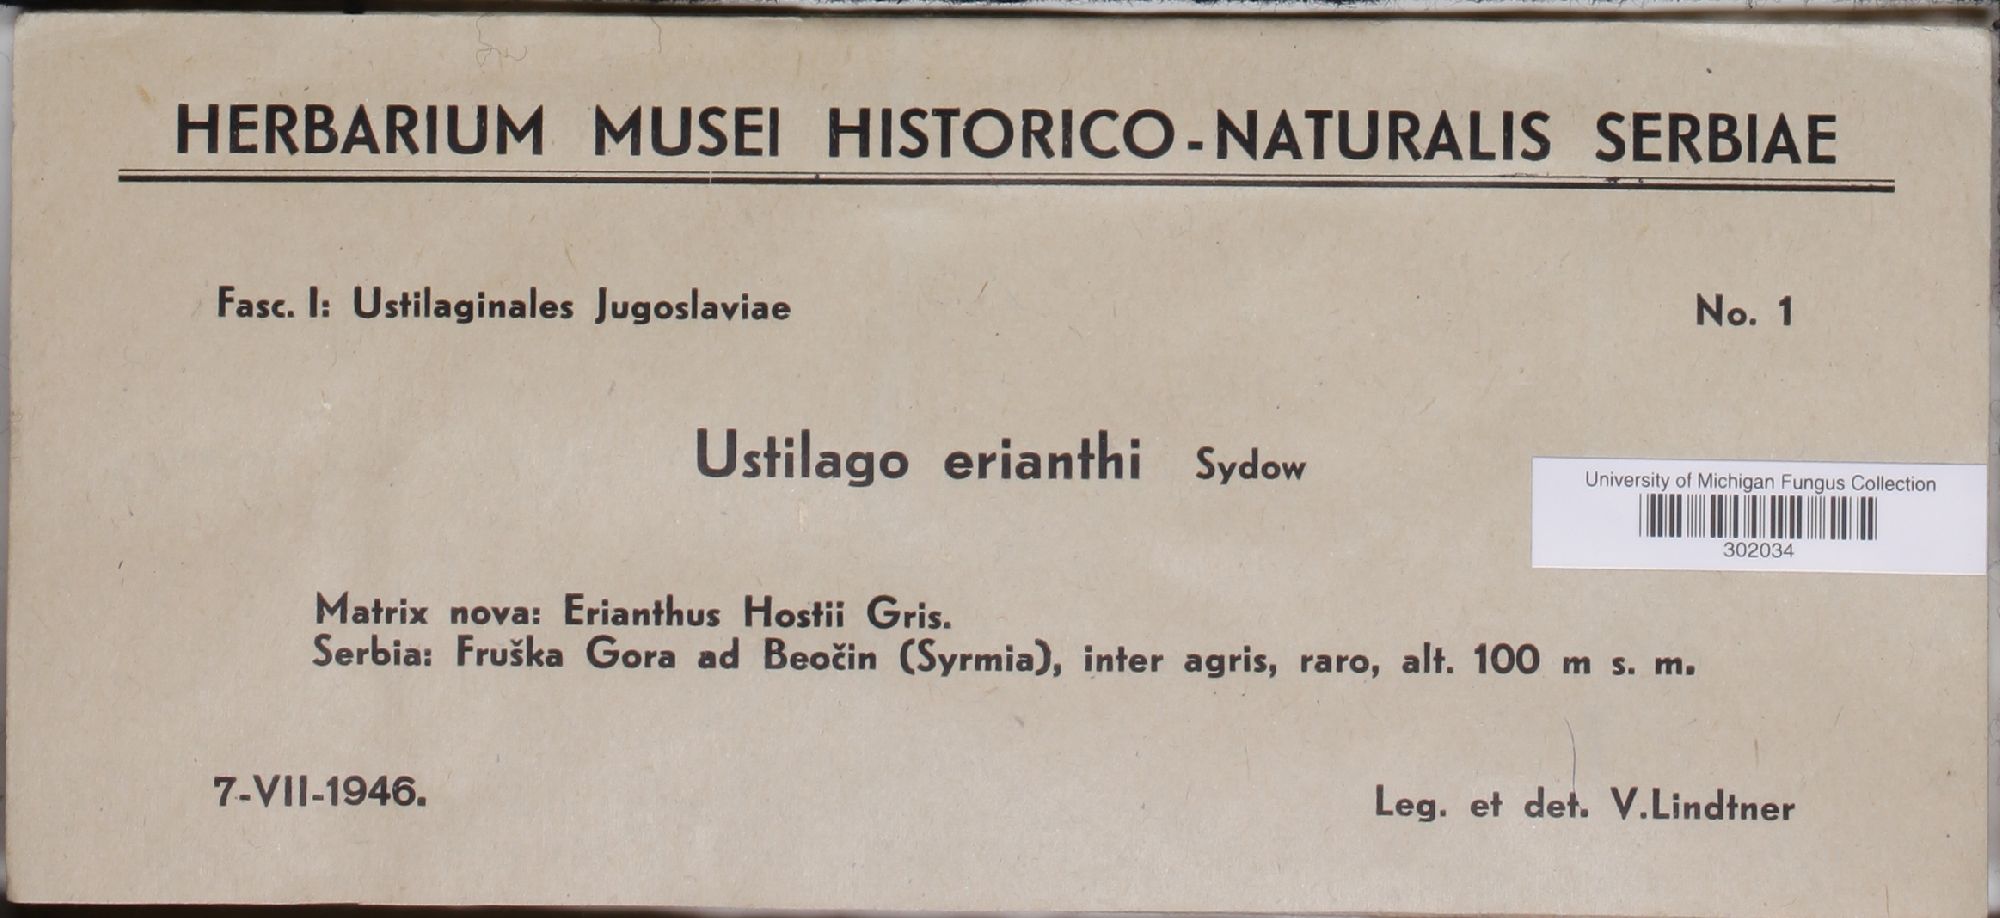 HERBARIUM MUSEI HISTORICO-NATURALIS SERBIAE
Fasc. I: Ustilaginales Jugoslaviae No. 1
Ustilago erianthi Sydow
University of Michigan Fungus Collection
302034
Matrix nova: Erianthus Hostii Gris.
Serbia: Fruška Gora ad Beočin (Syrmia), inter agris, raro, alt. 100 m s. m.
7-VII-1946.
Leg. et det. V.Lindtner